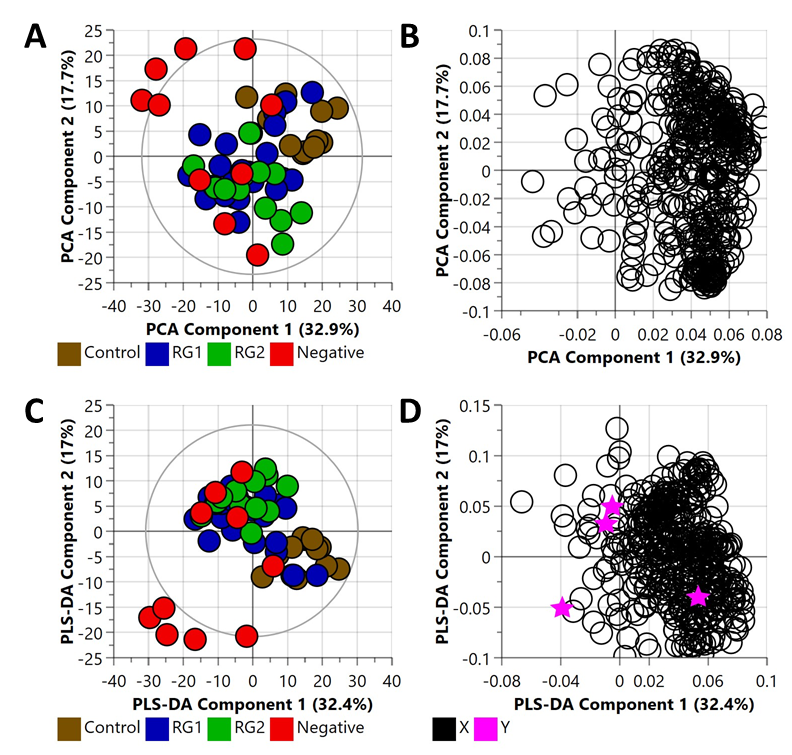 A
25
20
15
10
5
0
-5
-10
-15
-20
-25
PCA Component 2 (17.7%)
-40 -30 -20 -10 0 10 20 30 40
PCA Component 1 (32.9%)
Control RG1 RG2 Negative
B
0.1
0.08
0.06
0.04
0.02
0
-0.02
-0.04
-0.06
-0.08
-0.1
PCA Component 2 (17.7%)
-0.06 -0.04 -0.02 0 0.02 0.04 0.06 0.08
PCA Component 1 (32.9%)
C
25
20
15
10
5
0
-5
-10
-15
-20
-25
PLS-DA Component 2 (17%)
-40 -30 -20 -10 0 10 20 30 40
PLS-DA Component 1 (32.4%)
Control RG1 RG2 Negative
D
0.15
0.1
0.05
0
-0.05
-0.1
PLS-DA Component 2 (17%)
-0.08 -0.04 0 0.02 0.06 0.1
PLS-DA Component 1 (32.4%)
X Y